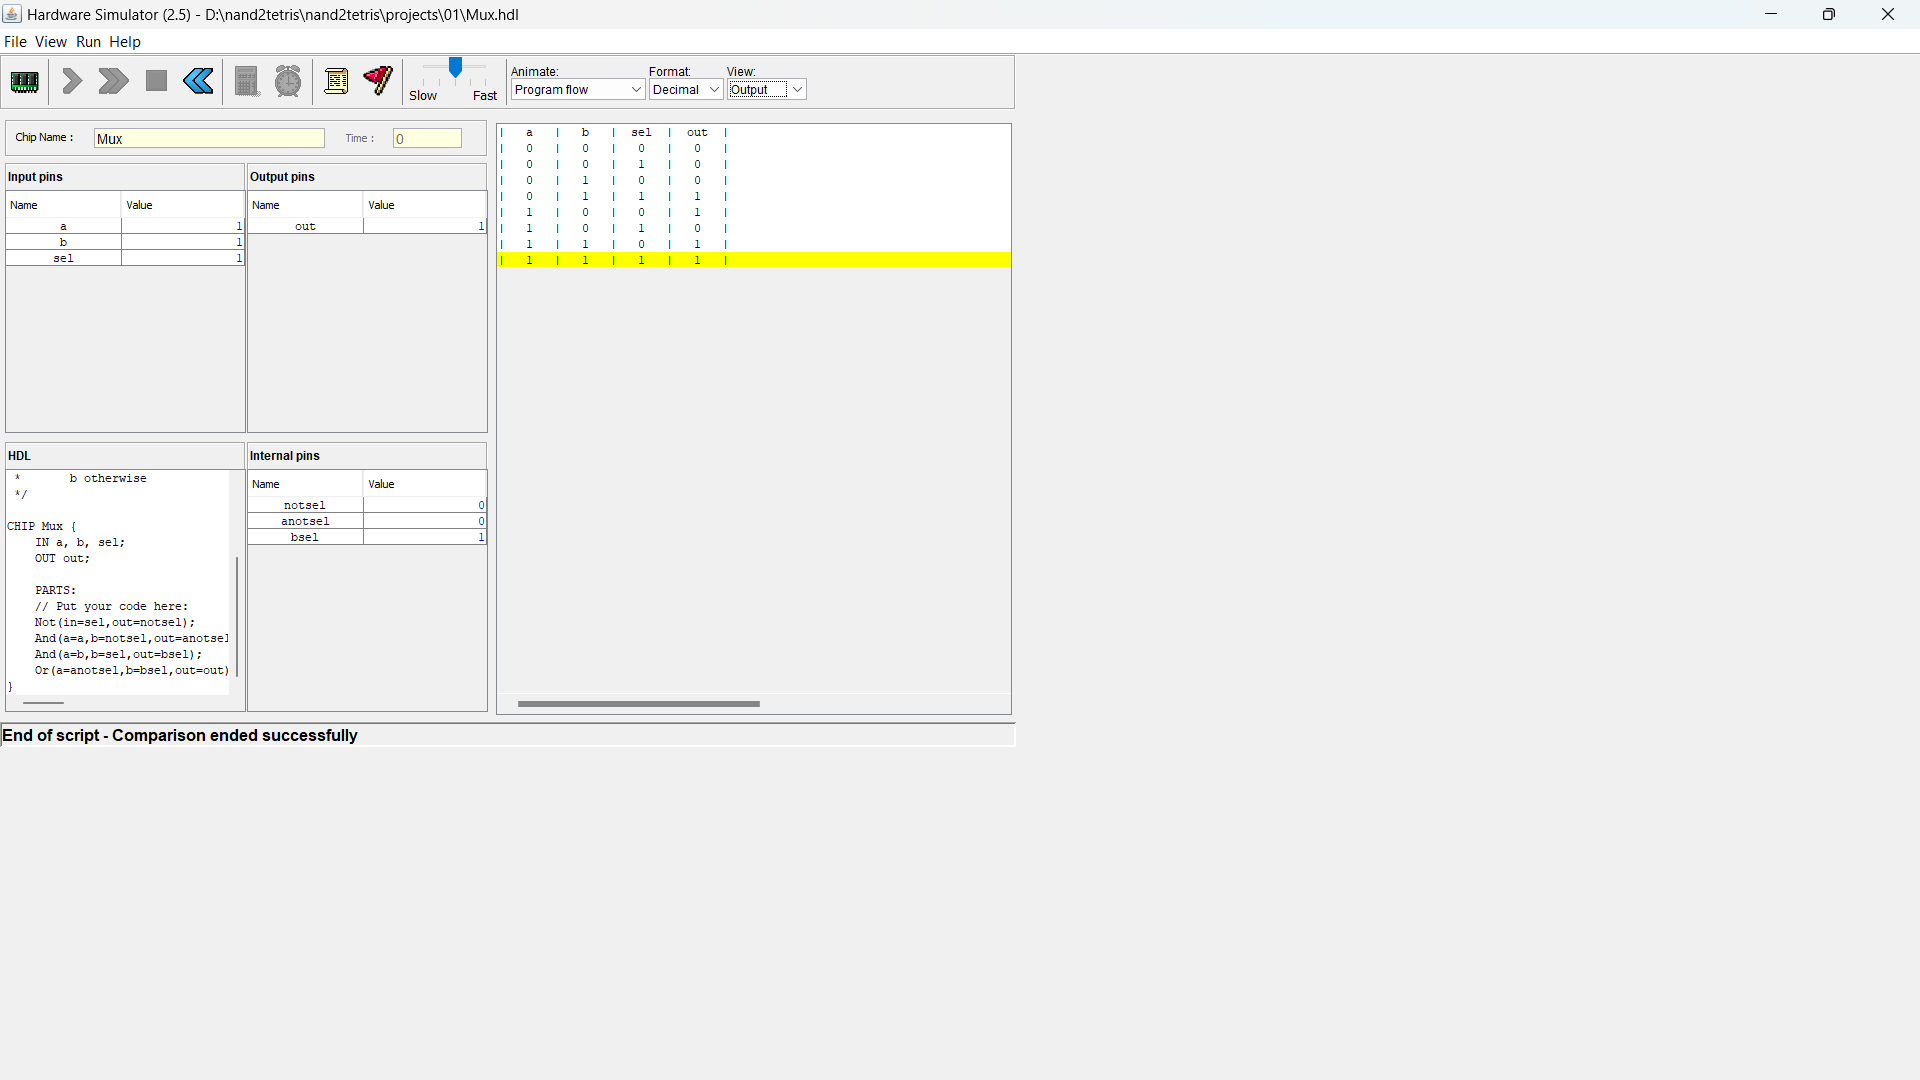 Hardware Simulator (2.5) - D:\nand2tetris\nand2tetris\projects\01\Mux.hdl
File View Run Help
Slow Fast
Animate: Format: View:
Program flow Decimal Output
Chip Name : Mux Time : 0
Input pins
Name Value
a 1
b 1
sel 1
Output pins
Name Value
out 1
HDL
* b otherwise
*/
CHIP Mux {
IN a, b, sel;
OUT out;
PARTS:
// Put your code here:
Not(in=sel,out=notsel);
And(a=a,b=notsel,out=anotsel
And(a=b,b=sel,out=bsel);
Or(a=anotsel,b=bsel,out=out)
}
Internal pins
Name Value
notsel 0
anotsel 0
bsel 1
| a | b | sel | out |
| 0 | 0 | 0 | 0 |
| 0 | 0 | 1 | 0 |
| 0 | 1 | 0 | 0 |
| 0 | 1 | 1 | 1 |
| 1 | 0 | 0 | 1 |
| 1 | 0 | 1 | 0 |
| 1 | 1 | 0 | 1 |
| 1 | 1 | 1 | 1 |
End of script - Comparison ended successfully